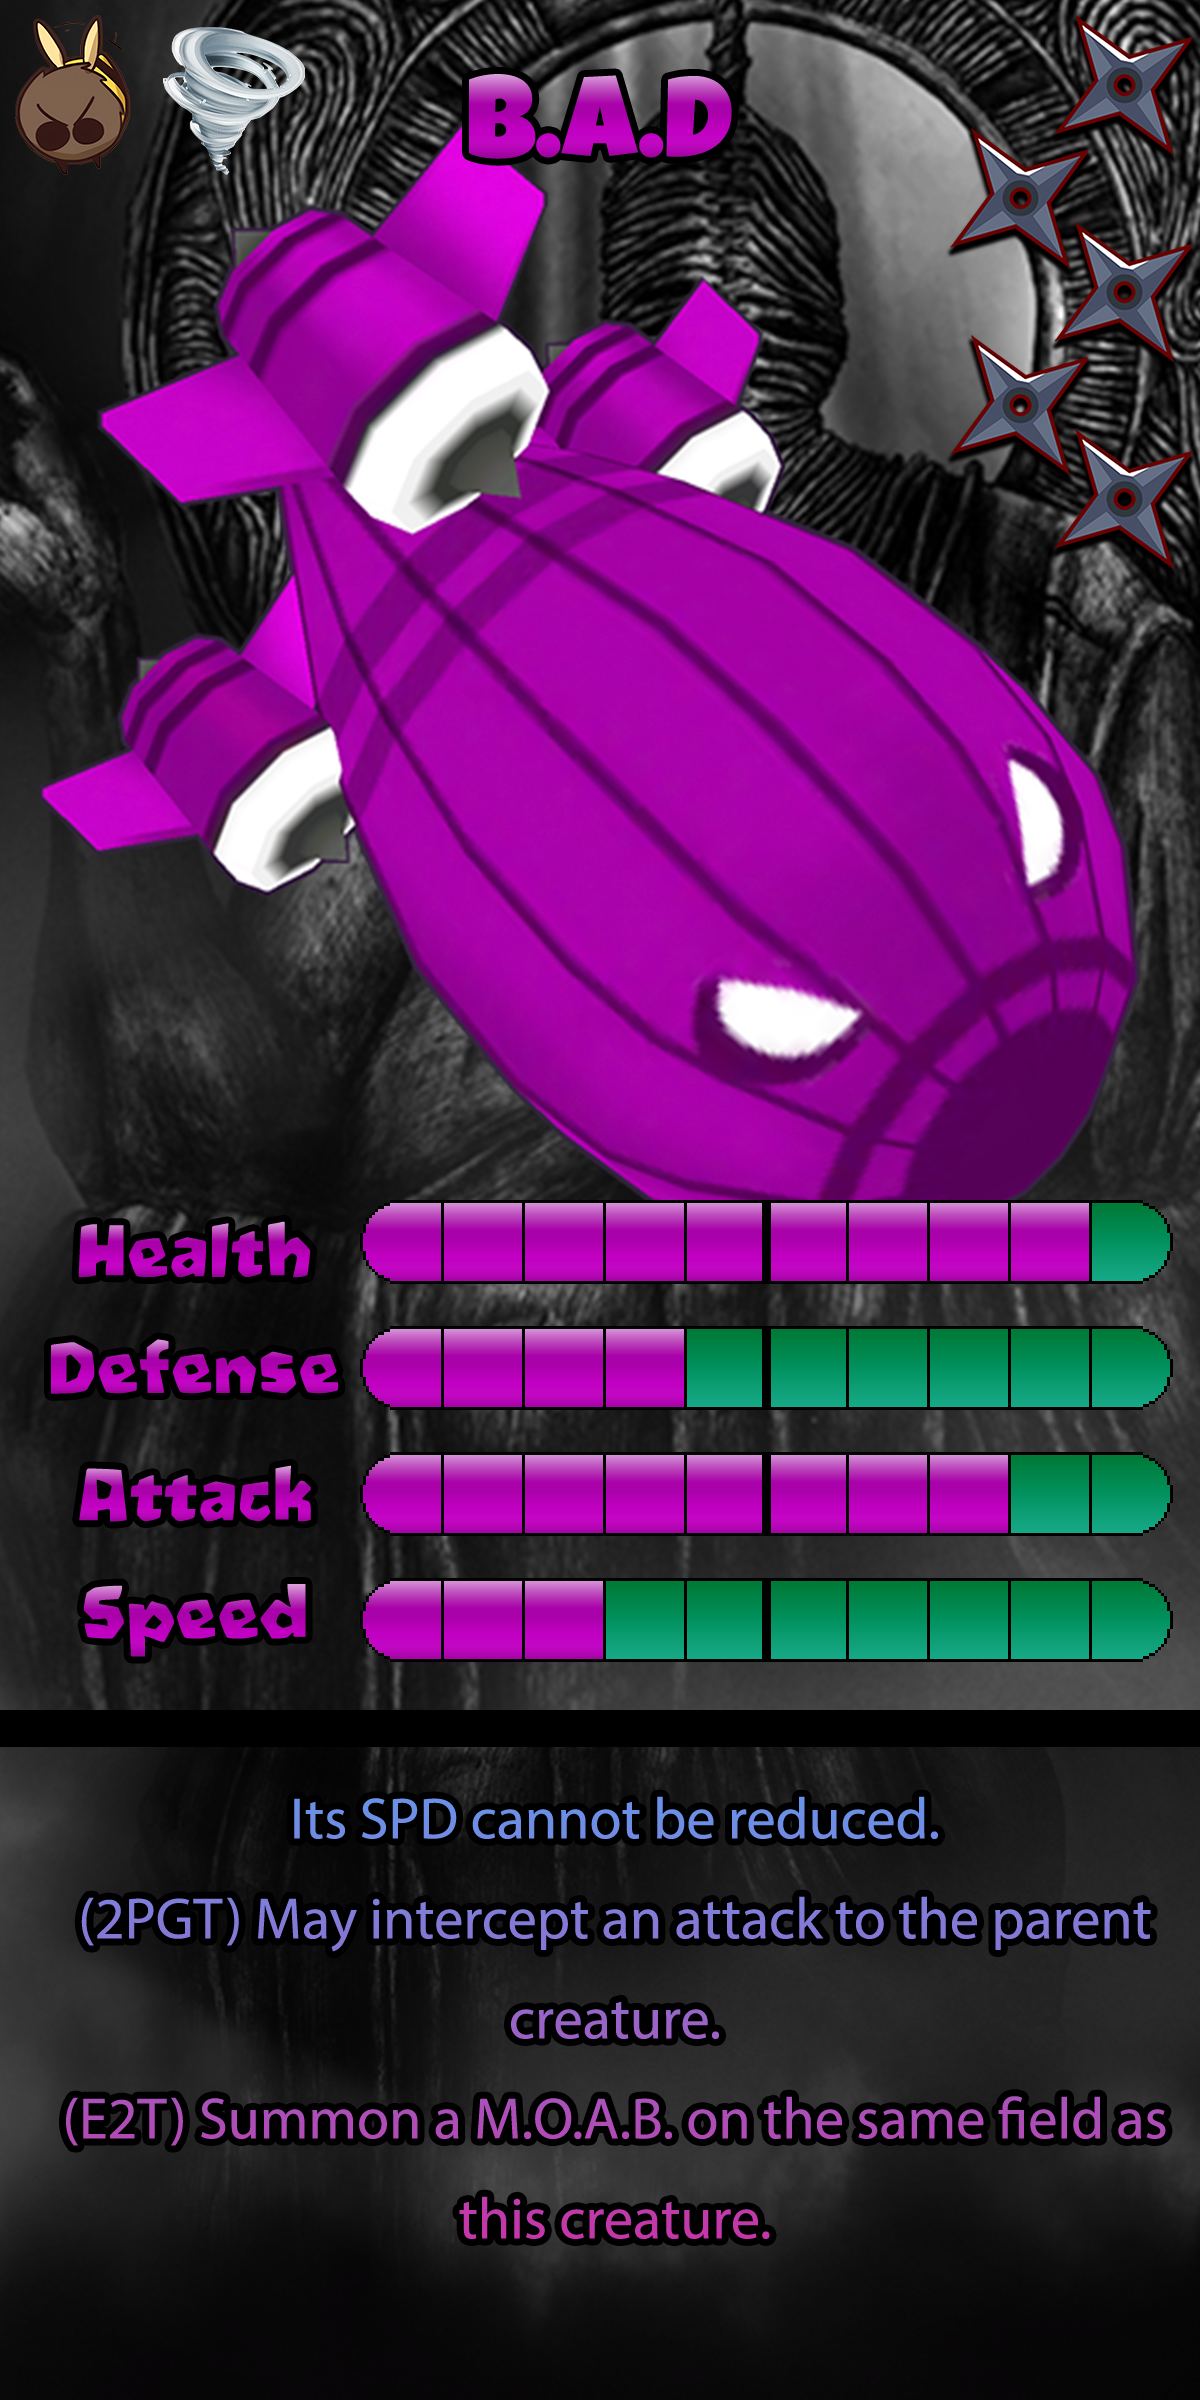 B.A.D
Health
Defense
Attack
Speed
Its SPD cannot be reduced.
(2PGT) May intercept an attack to the parent
creature.
(E2T) Summon a M.O.A.B. on the same field as
this creature.